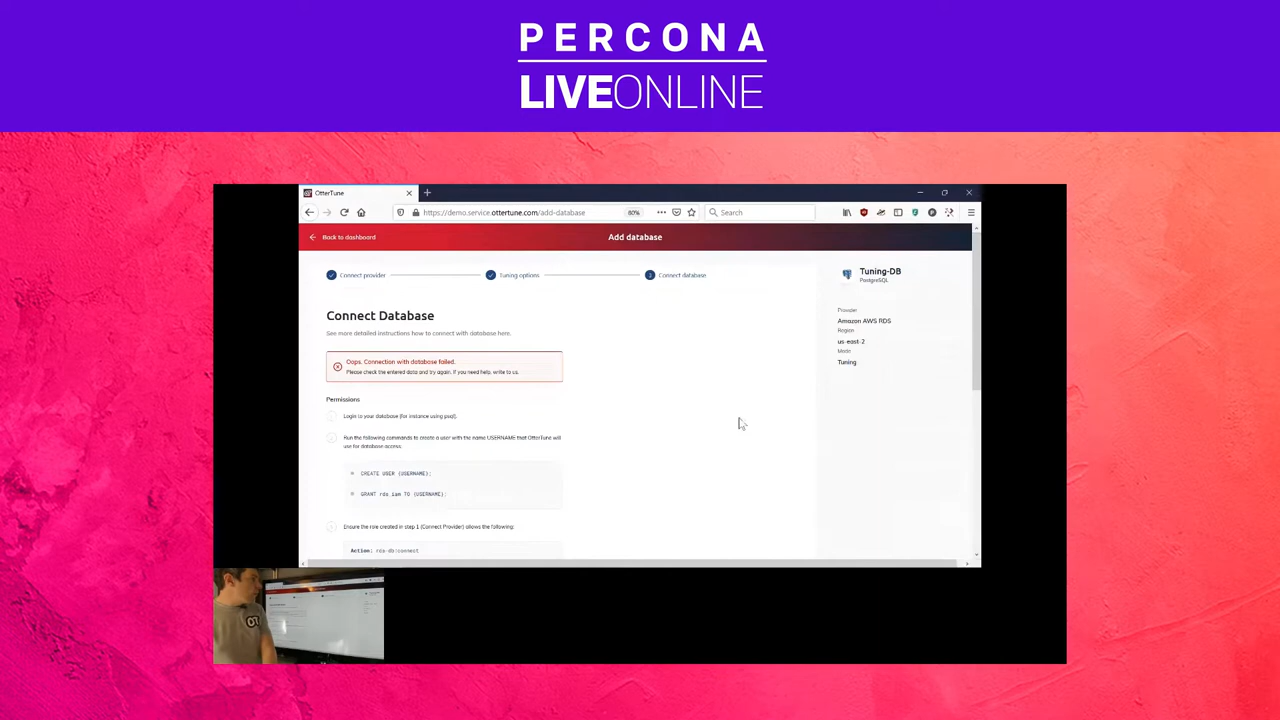 PERCONA
LIVEONLINE
OtterTune
https://demo.service.ottertune.com/add-database
80%
Search
Back to dashboard
Add database
Connect provider
Tuning options
3 Connect database
Tuning-DB
PostgreSQL
Connect Database
See more detailed instructions how to connect with database here.
Provider
Amazon AWS RDS
Region
us-east-2
Mode
Tuning
Oops. Connection with database failed.
Please check the entered data and try again. If you need help, write to us.
Permissions
1 Login to your database (for instance using psql).
2 Run the following commands to create a user with the name USERNAME that OtterTune will
use for database access.
CREATE USER {USERNAME};
GRANT rds_iam TO {USERNAME};
3 Ensure the role created in step 1 (Connect Provider) allows the following:
Action: rds-db:connect
OT